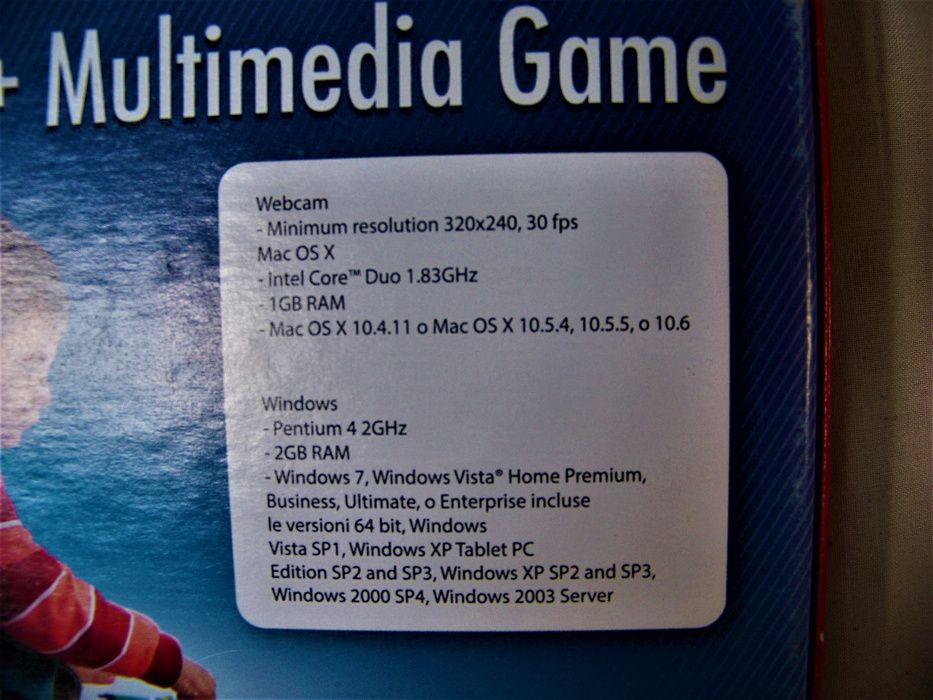 + Multimedia Game
Webcam
- Minimum resolution 320x240, 30 fps
Mac OS X
- Intel Core™ Duo 1.83GHz
- 1GB RAM
- Mac OS X 10.4.11 o Mac OS X 10.5.4, 10.5.5, o 10.6
Windows
- Pentium 4 2GHz
- 2GB RAM
- Windows 7, Windows Vista® Home Premium,
Business, Ultimate, o Enterprise incluse
le versioni 64 bit, Windows
Vista SP1, Windows XP Tablet PC
Edition SP2 and SP3, Windows XP SP2 and SP3,
Windows 2000 SP4, Windows 2003 Server